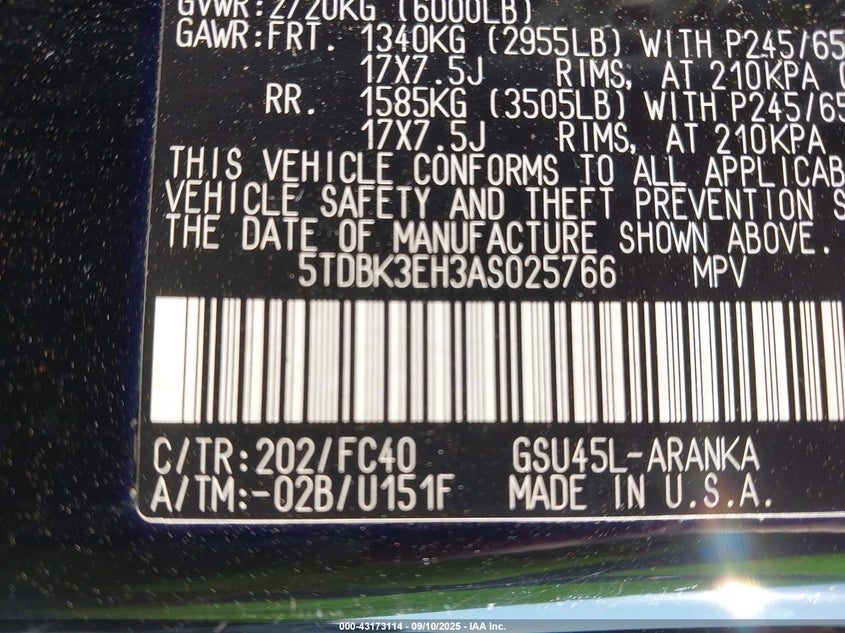 GVWR:2720KG (6000LB)
GAWR:FRT. 1340KG (2955LB) WITH P245/65
17X7.5J RIMS, AT 210KPA
RR. 1585KG (3505LB) WITH P245/65
17X7.5J RIMS, AT 210KPA
THIS VEHICLE CONFORMS TO ALL APPLICAB
VEHICLE SAFETY AND THEFT PREVENTION S
THE DATE OF MANUFACTURE SHOWN ABOVE.
5TDBK3EH3AS025766 MPV
C/TR:202/FC40 GSU45L-ARANKA
A/TM:-02B/U151F MADE IN U.S.A.
000-43173114 - 09/10/2025 - IAA Inc.